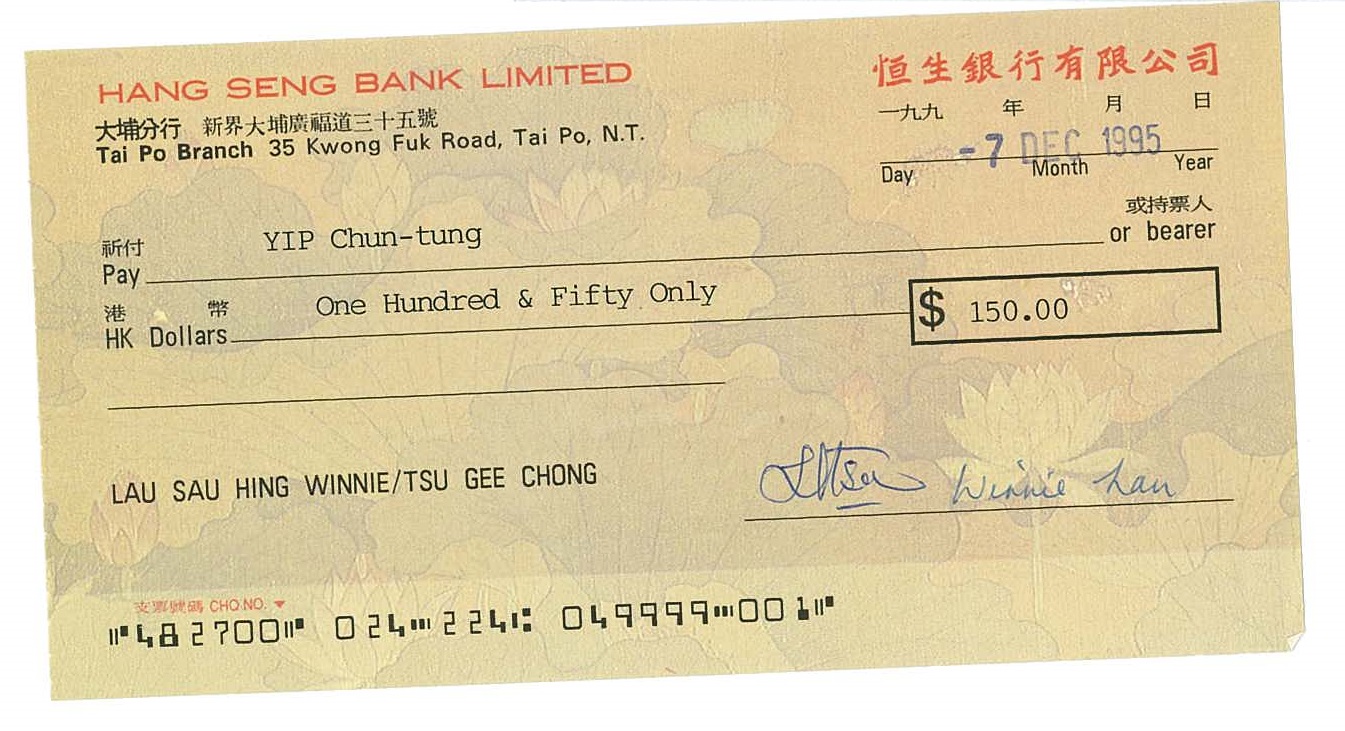 HANG SENG BANK LIMITED
恒生銀行有限公司
大埔分行 新界大埔廣福道三十五號
Tai Po Branch 35 Kwong Fuk Road, Tai Po, N.T.
一九九 年 月 日
-7 DEC 1995
Day Month Year
祈付 YIP Chun-tung 或持票人
Pay or bearer
港幣 One Hundred & Fifty Only
HK Dollars
$ 150.00
LAU SAU HING WINNIE/TSU GEE CHONG
Winnie Lau
支票號碼 CHQ.NO.
⑈482700⑈ 024⑉224⑆ 049999⑉001⑈